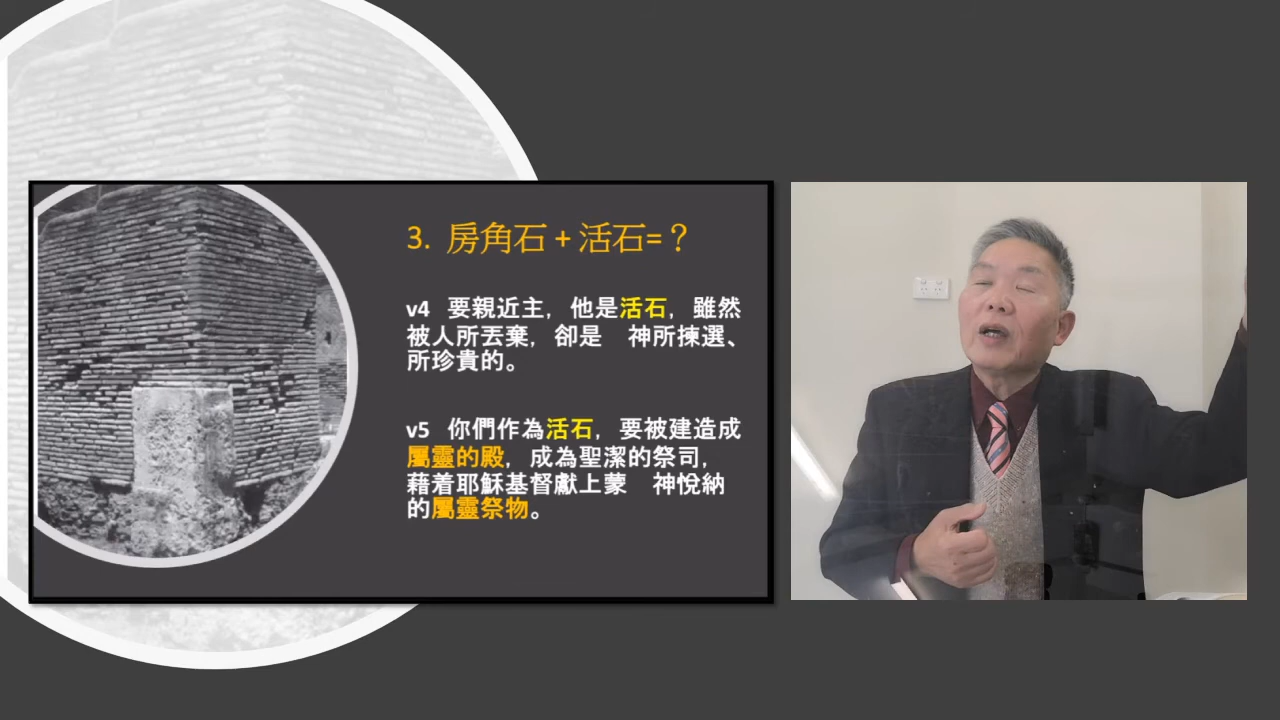 3. 房角石 + 活石= ?
v4 要親近主，他是活石，雖然
被人所丟棄，卻是　神所揀選、
所珍貴的。
v5 你們作為活石，要被建造成
屬靈的殿，成為聖潔的祭司，
藉着耶穌基督獻上蒙　神悅納
的屬靈祭物。